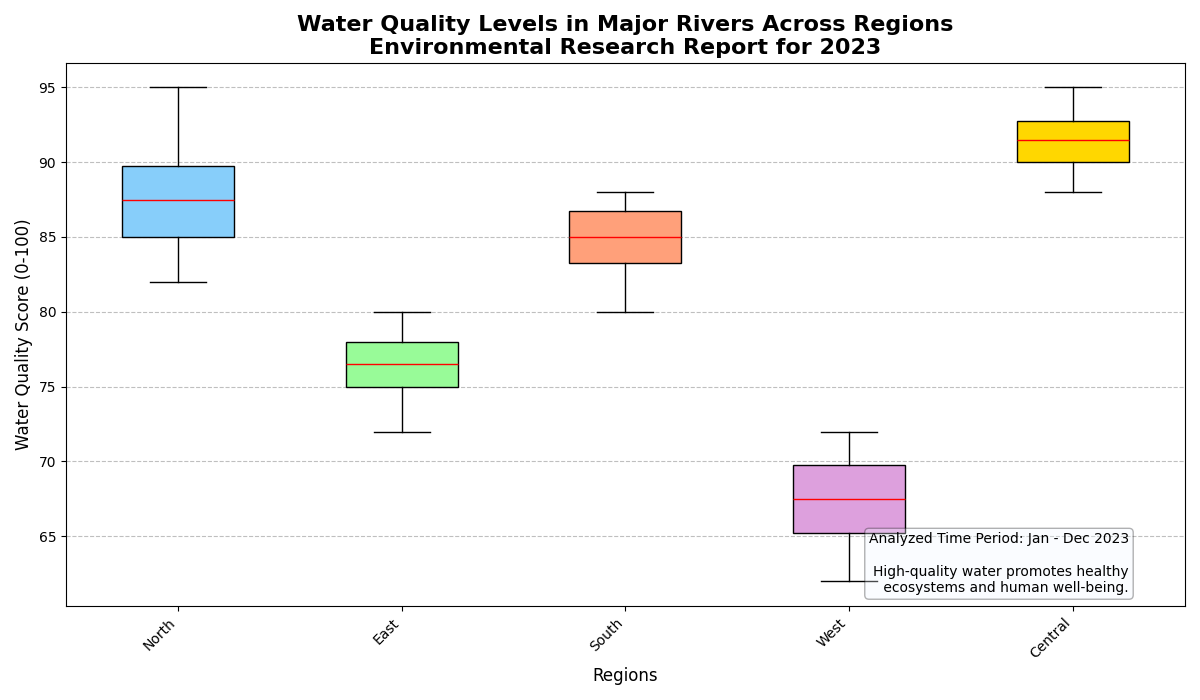 Water Quality Levels in Major Rivers Across Regions
Environmental Research Report for 2023
Water Quality Score (0-100)
95
90
85
80
75
70
65
Analyzed Time Period: Jan - Dec 2023
High-quality water promotes healthy
ecosystems and human well-being.
North
East
South
West
Central
Regions